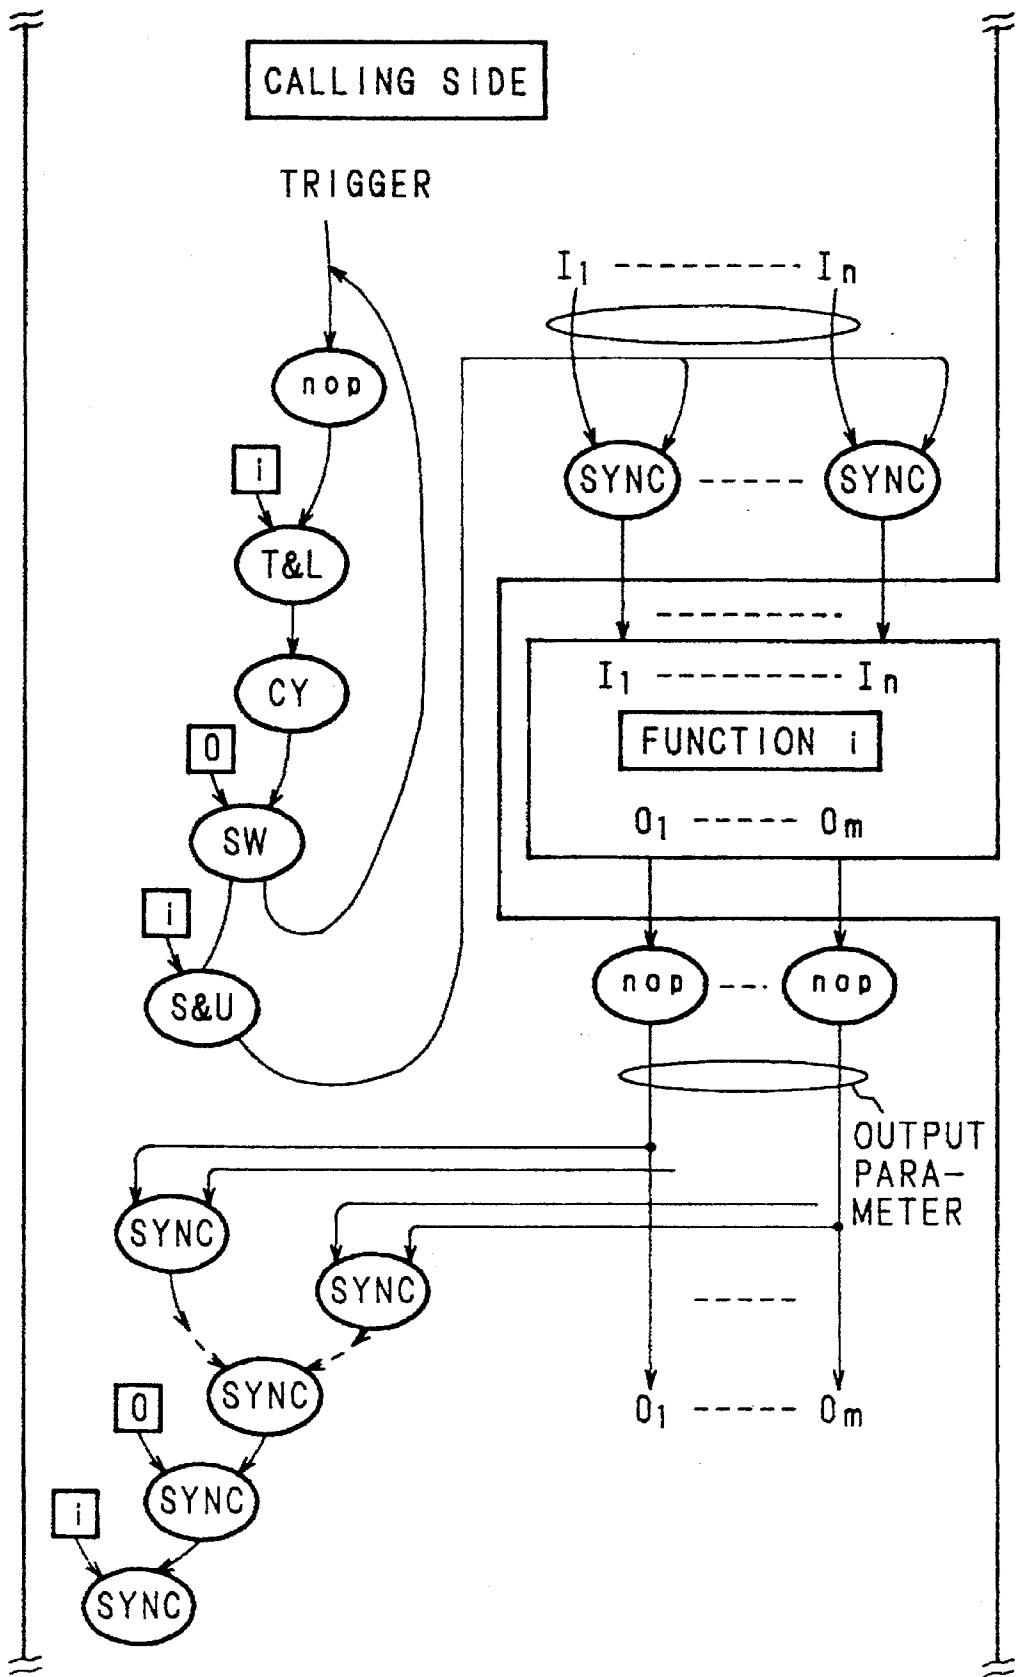 CALLING SIDE
TRIGGER
I1 --------- In
nop
i
SYNC ----- SYNC
T&L
CY
I1 --------- In
0
FUNCTION i
SW
O1 ----- Om
i
nop --- nop
S&U
OUTPUT
PARA-
METER
SYNC
SYNC
SYNC
O1 ----- Om
0
SYNC
i
SYNC